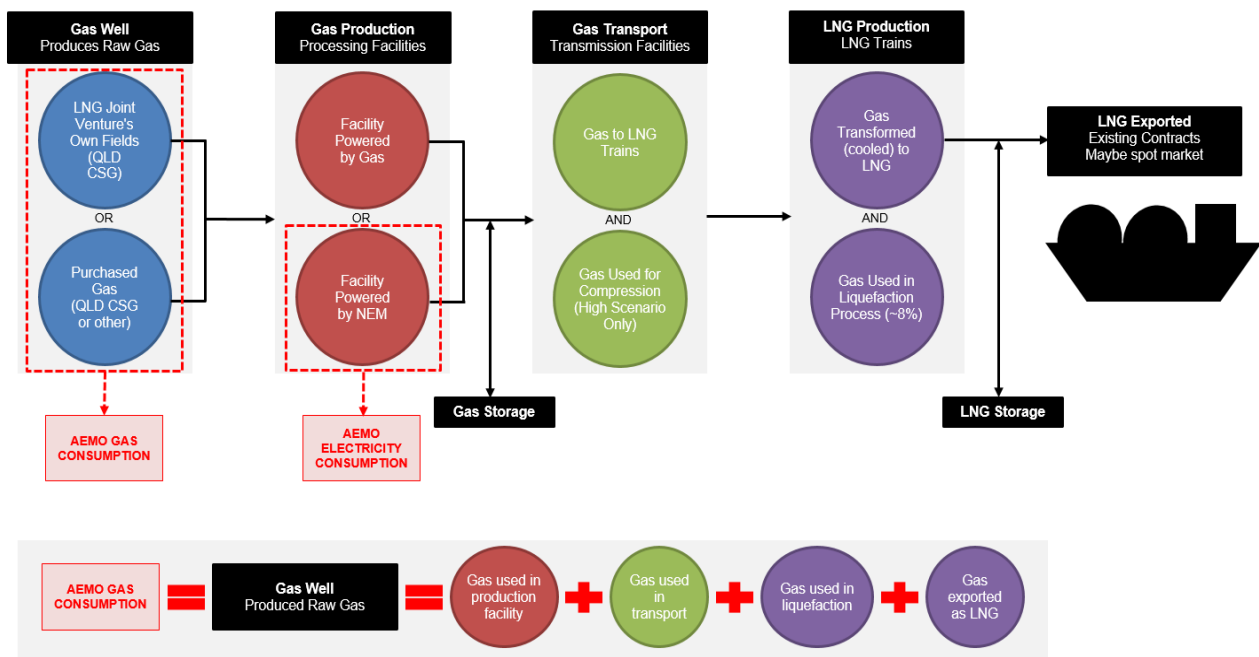 Gas Well
Produces Raw Gas
Gas Production
Processing Facilities
Gas Transport
Transmission Facilities
LNG Production
LNG Trains
LNG Joint
Venture's
Own Fields
(QLD
CSG)
OR
Purchased
Gas
(QLD CSG
or other)
Facility
Powered
by Gas
OR
Facility
Powered
by NEM
Gas to LNG
Trains
AND
Gas Used for
Compression
(High Scenario
Only)
Gas
Transformed
(cooled) to
LNG
AND
Gas Used in
Liquefaction
Process (~8%)
LNG Exported
Existing Contracts
Maybe spot market
AEMO GAS
CONSUMPTION
AEMO
ELECTRICITY
CONSUMPTION
Gas Storage
LNG Storage
AEMO GAS
CONSUMPTION
=
Gas Well
Produced Raw Gas
=
Gas used in
production
facility
+
Gas used
in
transport
+
Gas used in
liquefaction
+
Gas
exported
as LNG